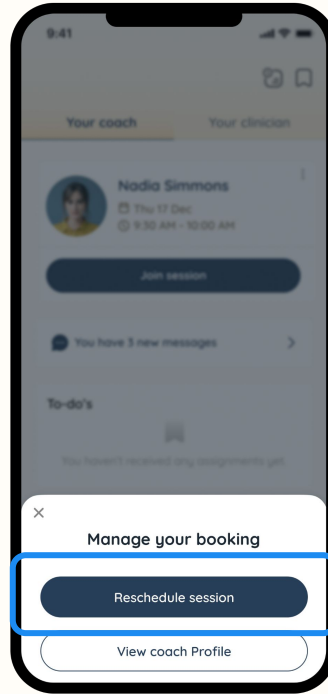 9:41
Your coach
Your clinician
Nadia Simmons
Thu 17 Dec
9:30 AM - 10:00 AM
Join session
You have 3 new messages
To-do's
You haven't received any assignments yet
Manage your booking
Reschedule session
View coach Profile